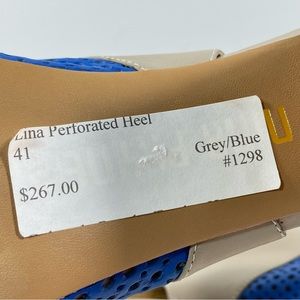 Zina Perforated Heel
41
Grey/Blue
#1298
$267.00